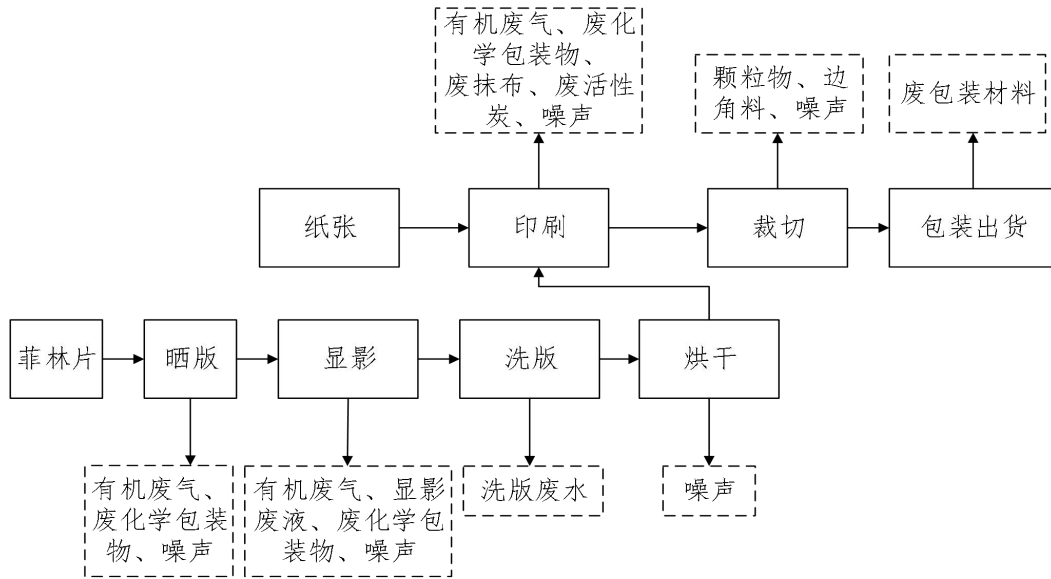 有机废气、废化
学包装物、
废抹布、废活性
炭、噪声
颗粒物、边
角料、噪声
废包装材料
纸张
印刷
裁切
包装出货
菲林片
晒版
显影
洗版
烘干
有机废气、
废化学包装
物、噪声
有机废气、显影
废液、废化学包
装物、噪声
洗版废水
噪声